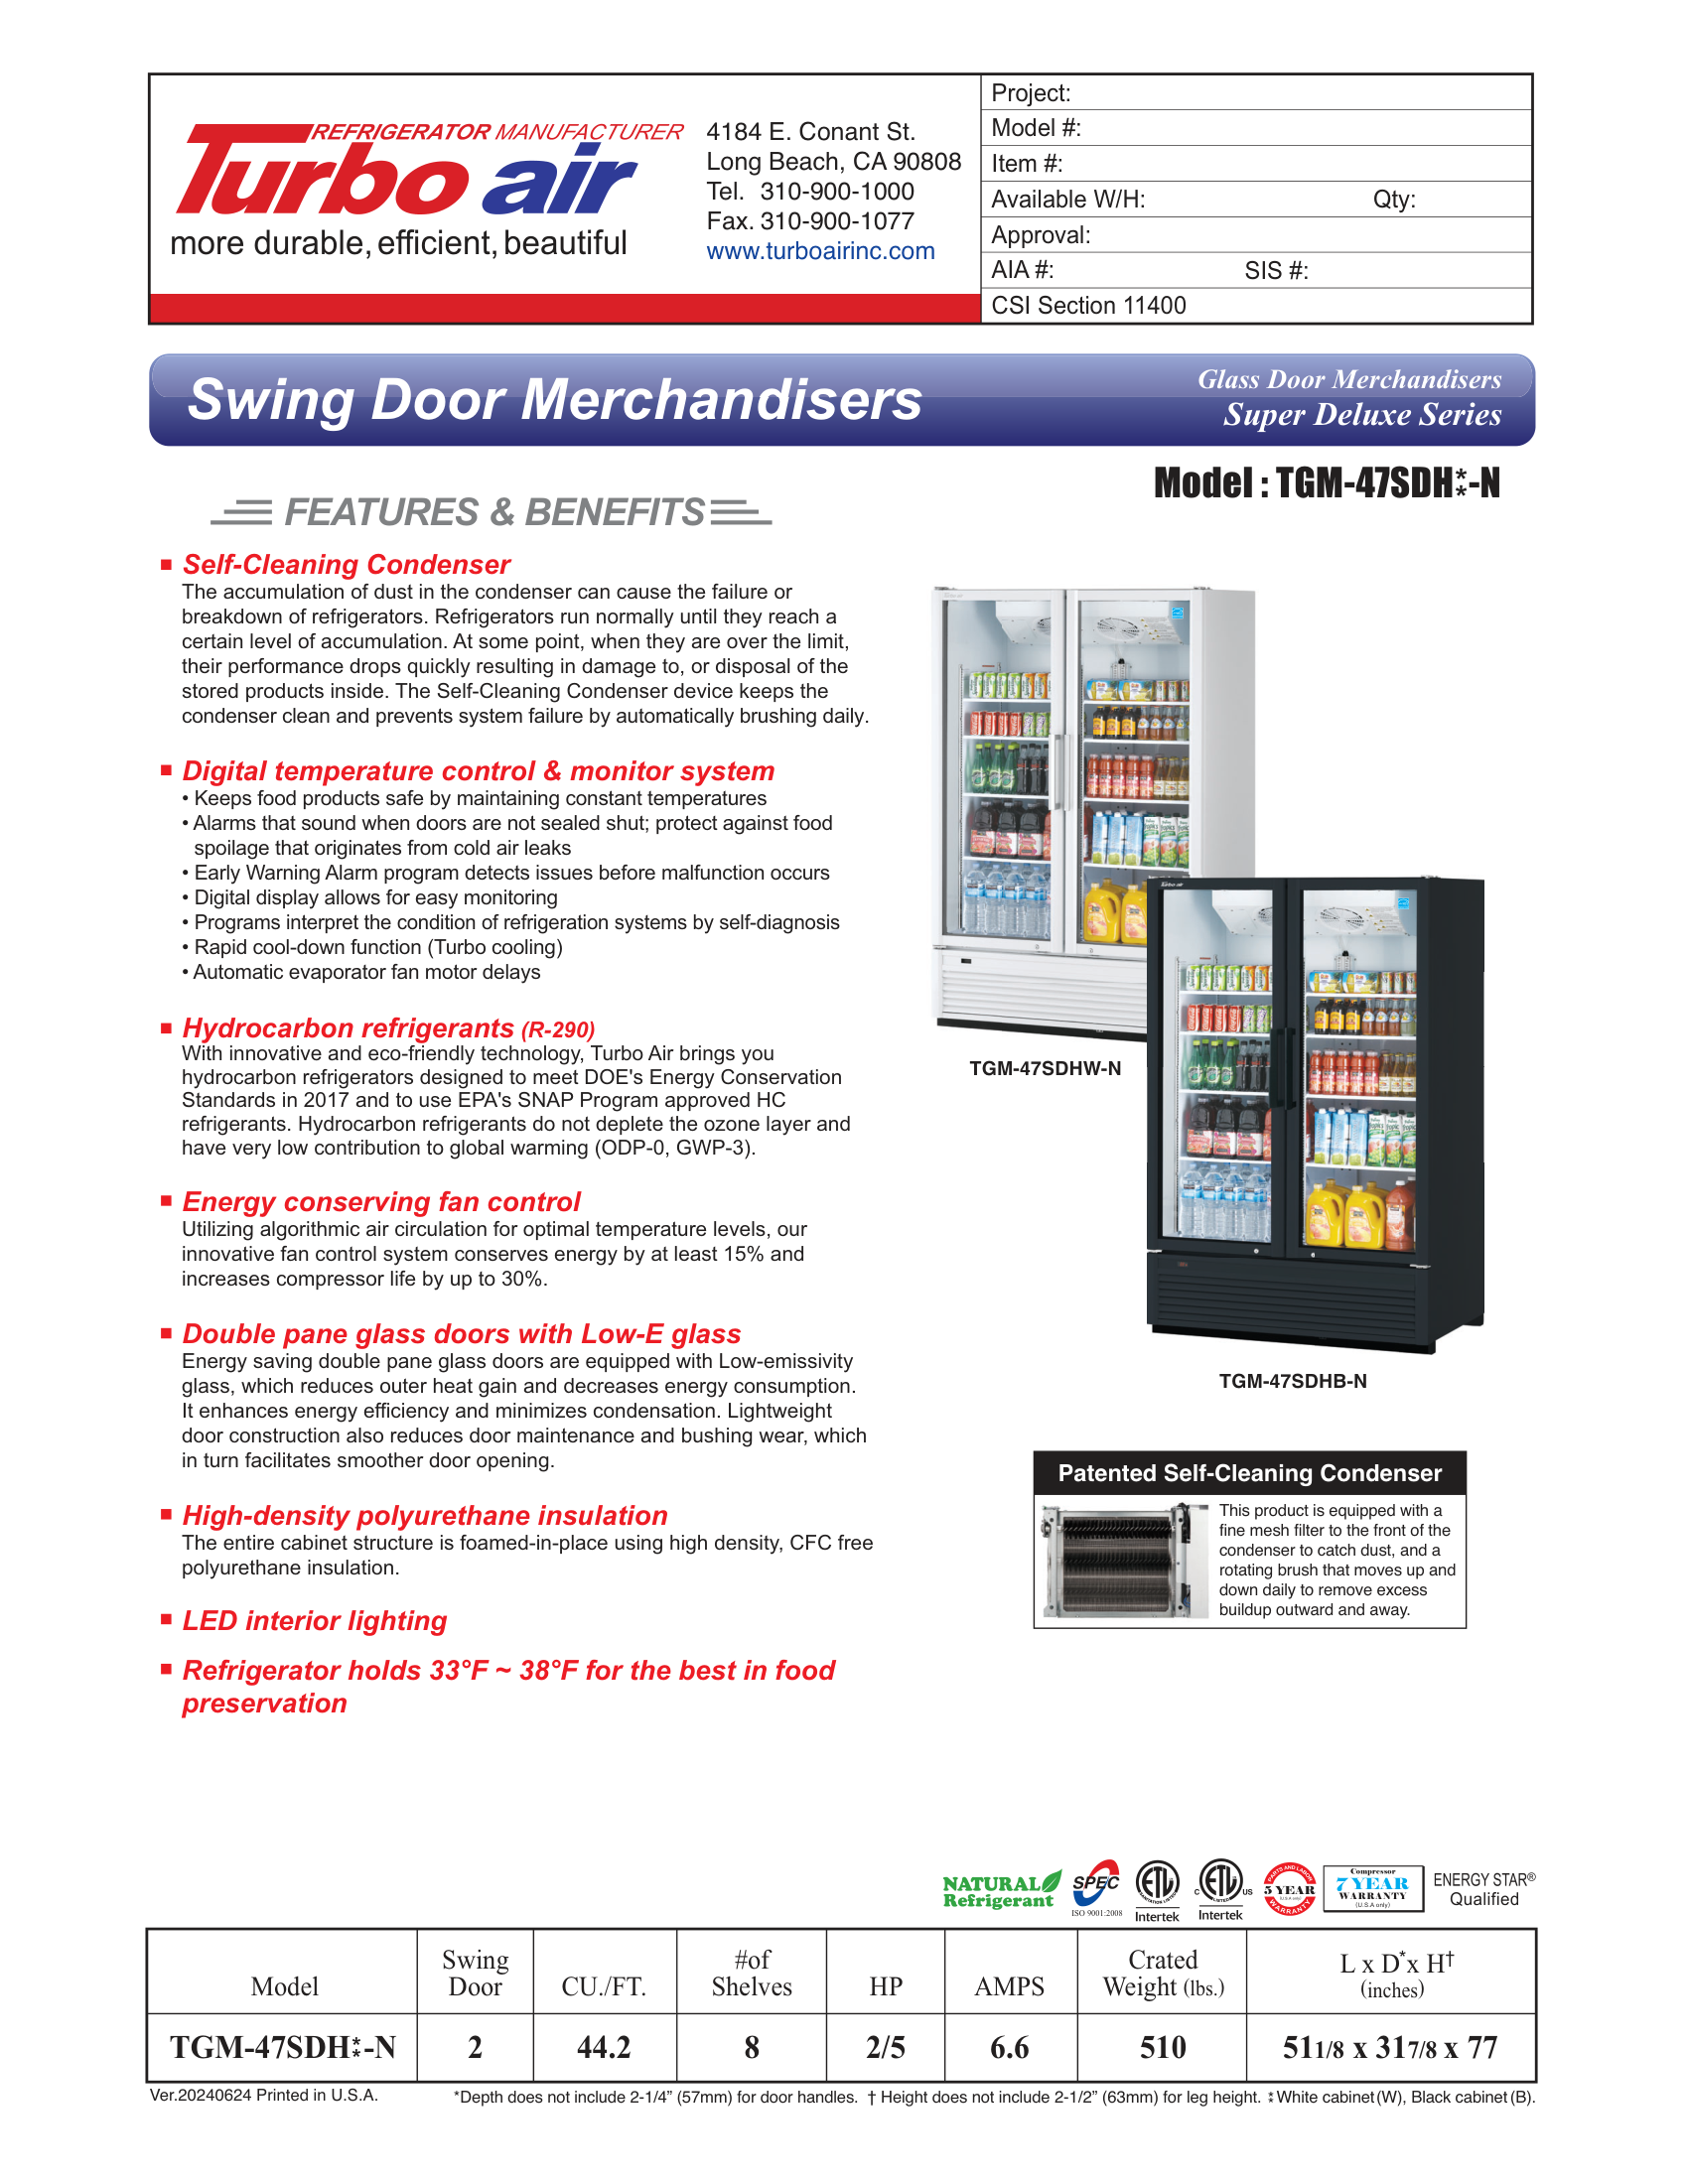 REFRIGERATOR MANUFACTURER
Turbo air
more durable, efficient, beautiful
4184 E. Conant St.
Long Beach, CA 90808
Tel. 310-900-1000
Fax. 310-900-1077
www.turboairinc.com
Project:
Model #:
Item #:
Available W/H: Qty:
Approval:
AIA #: SIS #:
CSI Section 11400
Swing Door Merchandisers
Glass Door Merchandisers
Super Deluxe Series
Model : TGM-47SDH⁑-N
FEATURES & BENEFITS
■ Self-Cleaning Condenser
The accumulation of dust in the condenser can cause the failure or
breakdown of refrigerators. Refrigerators run normally until they reach a
certain level of accumulation. At some point, when they are over the limit,
their performance drops quickly resulting in damage to, or disposal of the
stored products inside. The Self-Cleaning Condenser device keeps the
condenser clean and prevents system failure by automatically brushing daily.
■ Digital temperature control & monitor system
• Keeps food products safe by maintaining constant temperatures
• Alarms that sound when doors are not sealed shut; protect against food
spoilage that originates from cold air leaks
• Early Warning Alarm program detects issues before malfunction occurs
• Digital display allows for easy monitoring
• Programs interpret the condition of refrigeration systems by self-diagnosis
• Rapid cool-down function (Turbo cooling)
• Automatic evaporator fan motor delays
■ Hydrocarbon refrigerants (R-290)
With innovative and eco-friendly technology, Turbo Air brings you
hydrocarbon refrigerators designed to meet DOE's Energy Conservation
Standards in 2017 and to use EPA's SNAP Program approved HC
refrigerants. Hydrocarbon refrigerants do not deplete the ozone layer and
have very low contribution to global warming (ODP-0, GWP-3).
■ Energy conserving fan control
Utilizing algorithmic air circulation for optimal temperature levels, our
innovative fan control system conserves energy by at least 15% and
increases compressor life by up to 30%.
■ Double pane glass doors with Low-E glass
Energy saving double pane glass doors are equipped with Low-emissivity
glass, which reduces outer heat gain and decreases energy consumption.
It enhances energy efficiency and minimizes condensation. Lightweight
door construction also reduces door maintenance and bushing wear, which
in turn facilitates smoother door opening.
■ High-density polyurethane insulation
The entire cabinet structure is foamed-in-place using high density, CFC free
polyurethane insulation.
■ LED interior lighting
■ Refrigerator holds 33°F ~ 38°F for the best in food
preservation
Turbo air
TGM-47SDHW-N
TGM-47SDHB-N
Patented Self-Cleaning Condenser
This product is equipped with a
fine mesh filter to the front of the
condenser to catch dust, and a
rotating brush that moves up and
down daily to remove excess
buildup outward and away.
NATURAL
Refrigerant
SPEC
ISO 9001:2008
ETL
SANITATION LISTED
Intertek
C ETL US
LISTED
Intertek
PARTS AND LABOR
5 YEAR
(U.S.A only)
WARRANTY
Compressor
7 YEAR
WARRANTY
(U.S.A only)
ENERGY STAR®
Qualified
Model Swing Door CU./FT. #of Shelves HP AMPS Crated Weight (lbs.) L x D* x H† (inches)
TGM-47SDH⁑-N 2 44.2 8 2/5 6.6 510 51 1/8 x 31 7/8 x 77
Ver.20240624 Printed in U.S.A. *Depth does not include 2-1/4” (57mm) for door handles. † Height does not include 2-1/2” (63mm) for leg height. ⁑ White cabinet (W), Black cabinet (B).